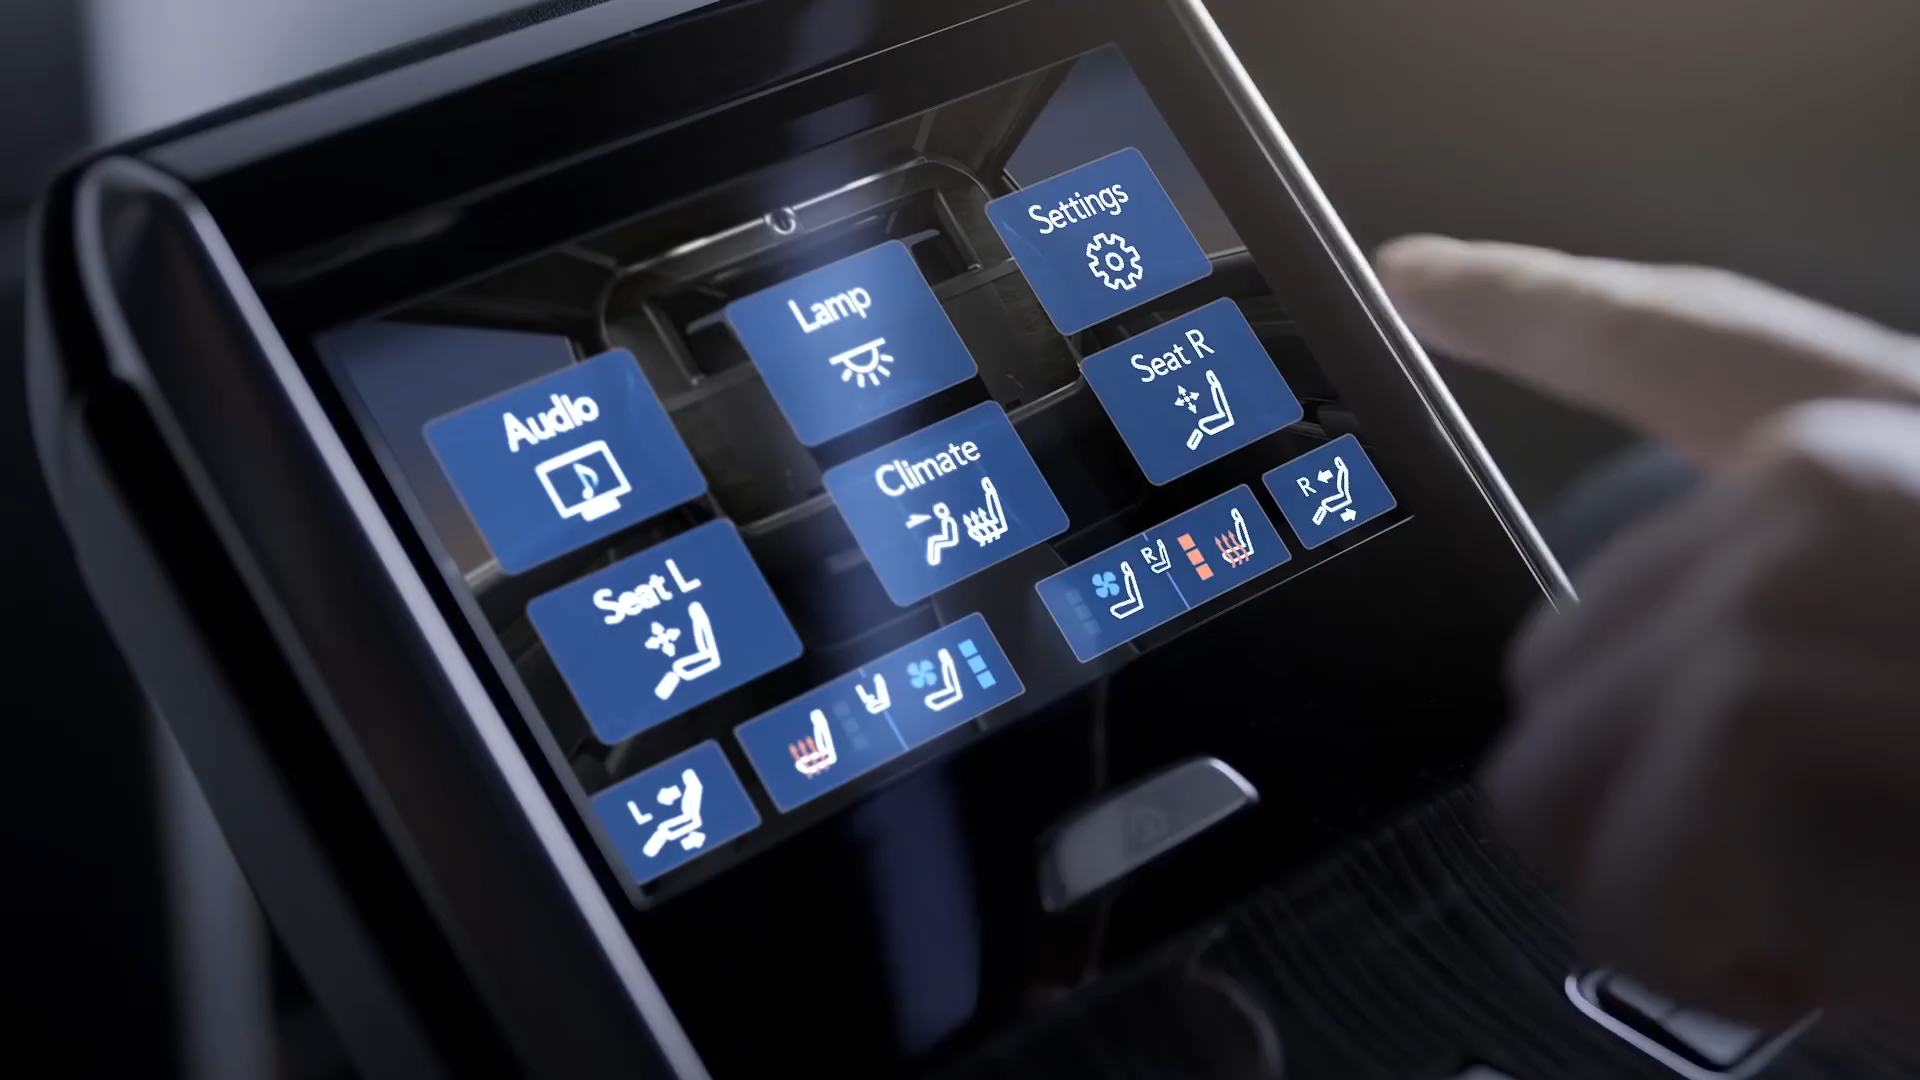 Audio
Lamp
Settings
Seat L
Climate
Seat R
L
R
R